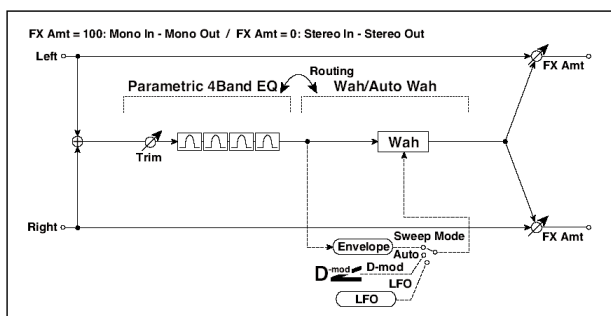 FX Amt = 100: Mono In - Mono Out / FX Amt = 0: Stereo In - Stereo Out
Left
FX Amt
Routing
Parametric 4Band EQ
Wah/Auto Wah
Trim
Wah
Right
FX Amt
Sweep Mode
Envelope
Auto
D-mod
D-mod
LFO
LFO